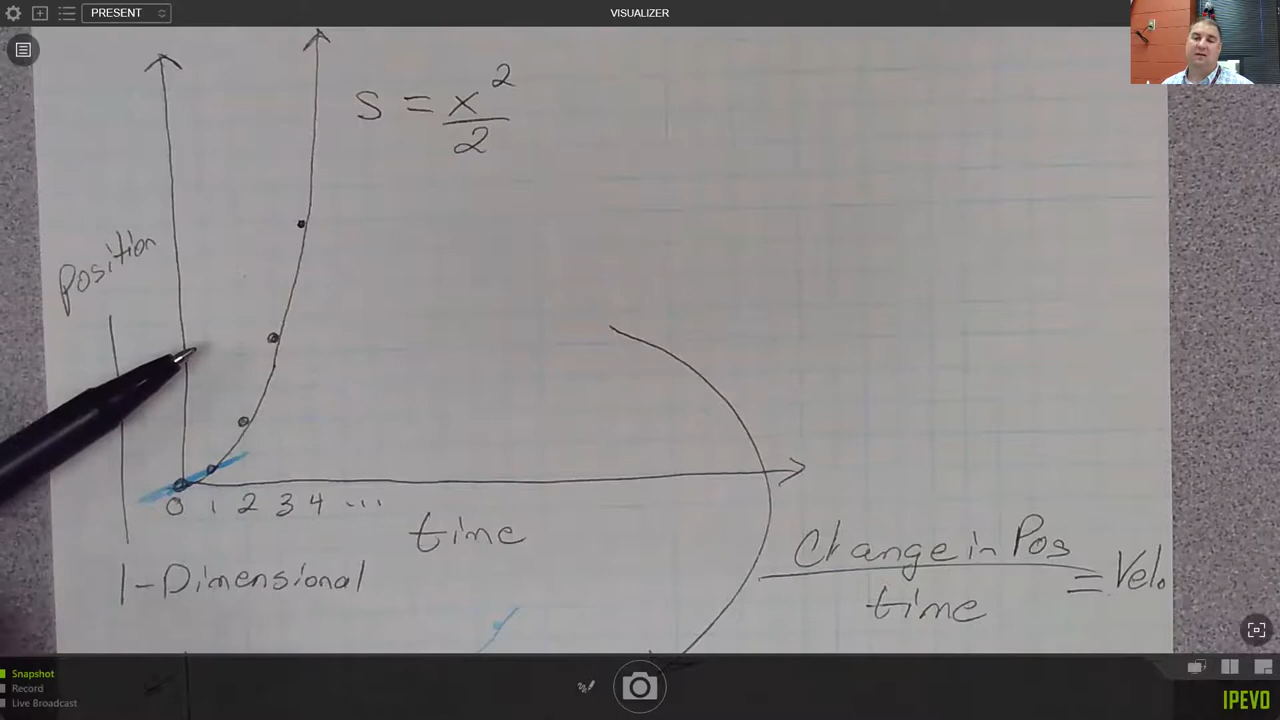 PRESENT
VISUALIZER
S = x²/2
Position
0 1 2 3 4 ...
time
1-Dimensional
Change in Pos
= Velo
time
Snapshot
Record
Live Broadcast
IPEVO